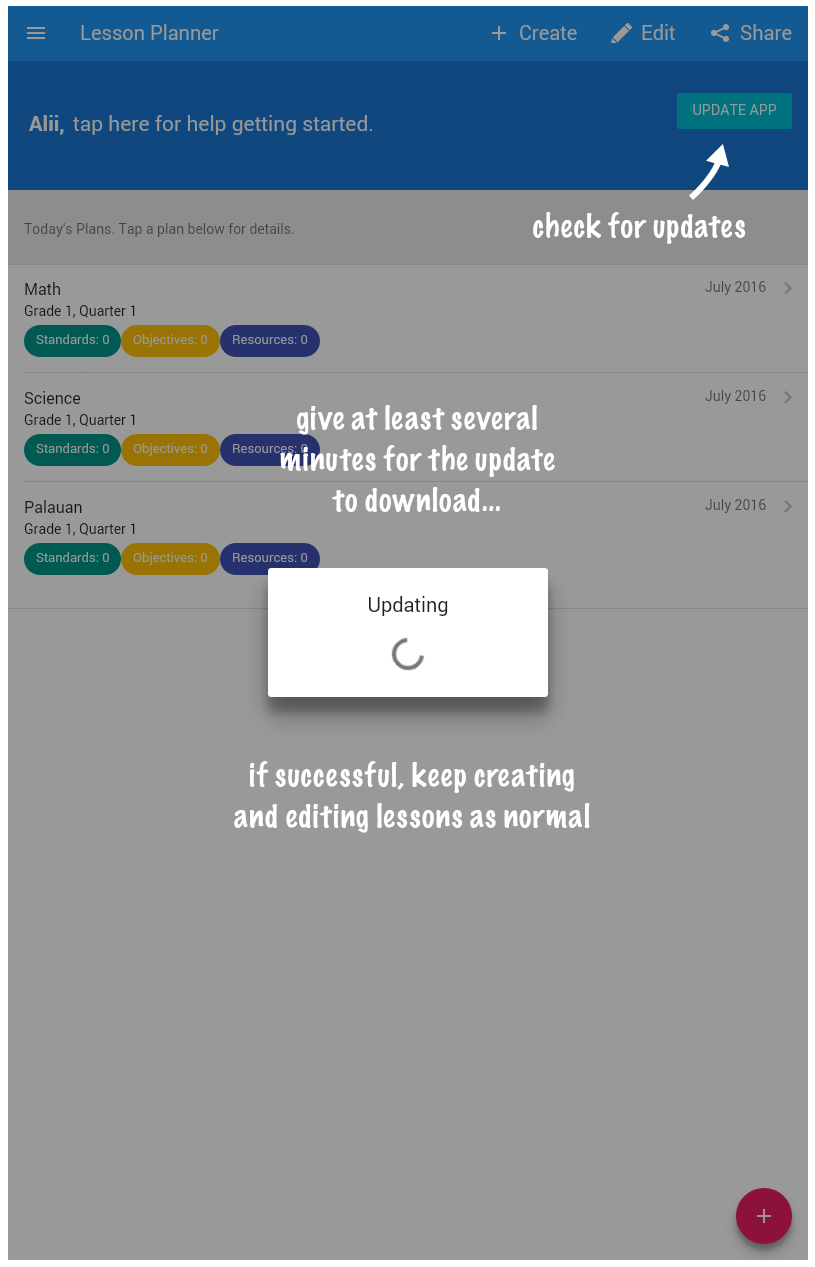 Lesson Planner
Create
Edit
Share
Alii, tap here for help getting started.
UPDATE APP
check for updates
Today's Plans. Tap a plan below for details.
Math
July 2016
Grade 1, Quarter 1
Standards: 0 Objectives: 0 Resources: 0
Science
July 2016
Grade 1, Quarter 1
Standards: 0 Objectives: 0 Resources: 0
give at least several
minutes for the update
to download...
Palauan
July 2016
Grade 1, Quarter 1
Standards: 0 Objectives: 0 Resources: 0
Updating
if successful, keep creating
and editing lessons as normal